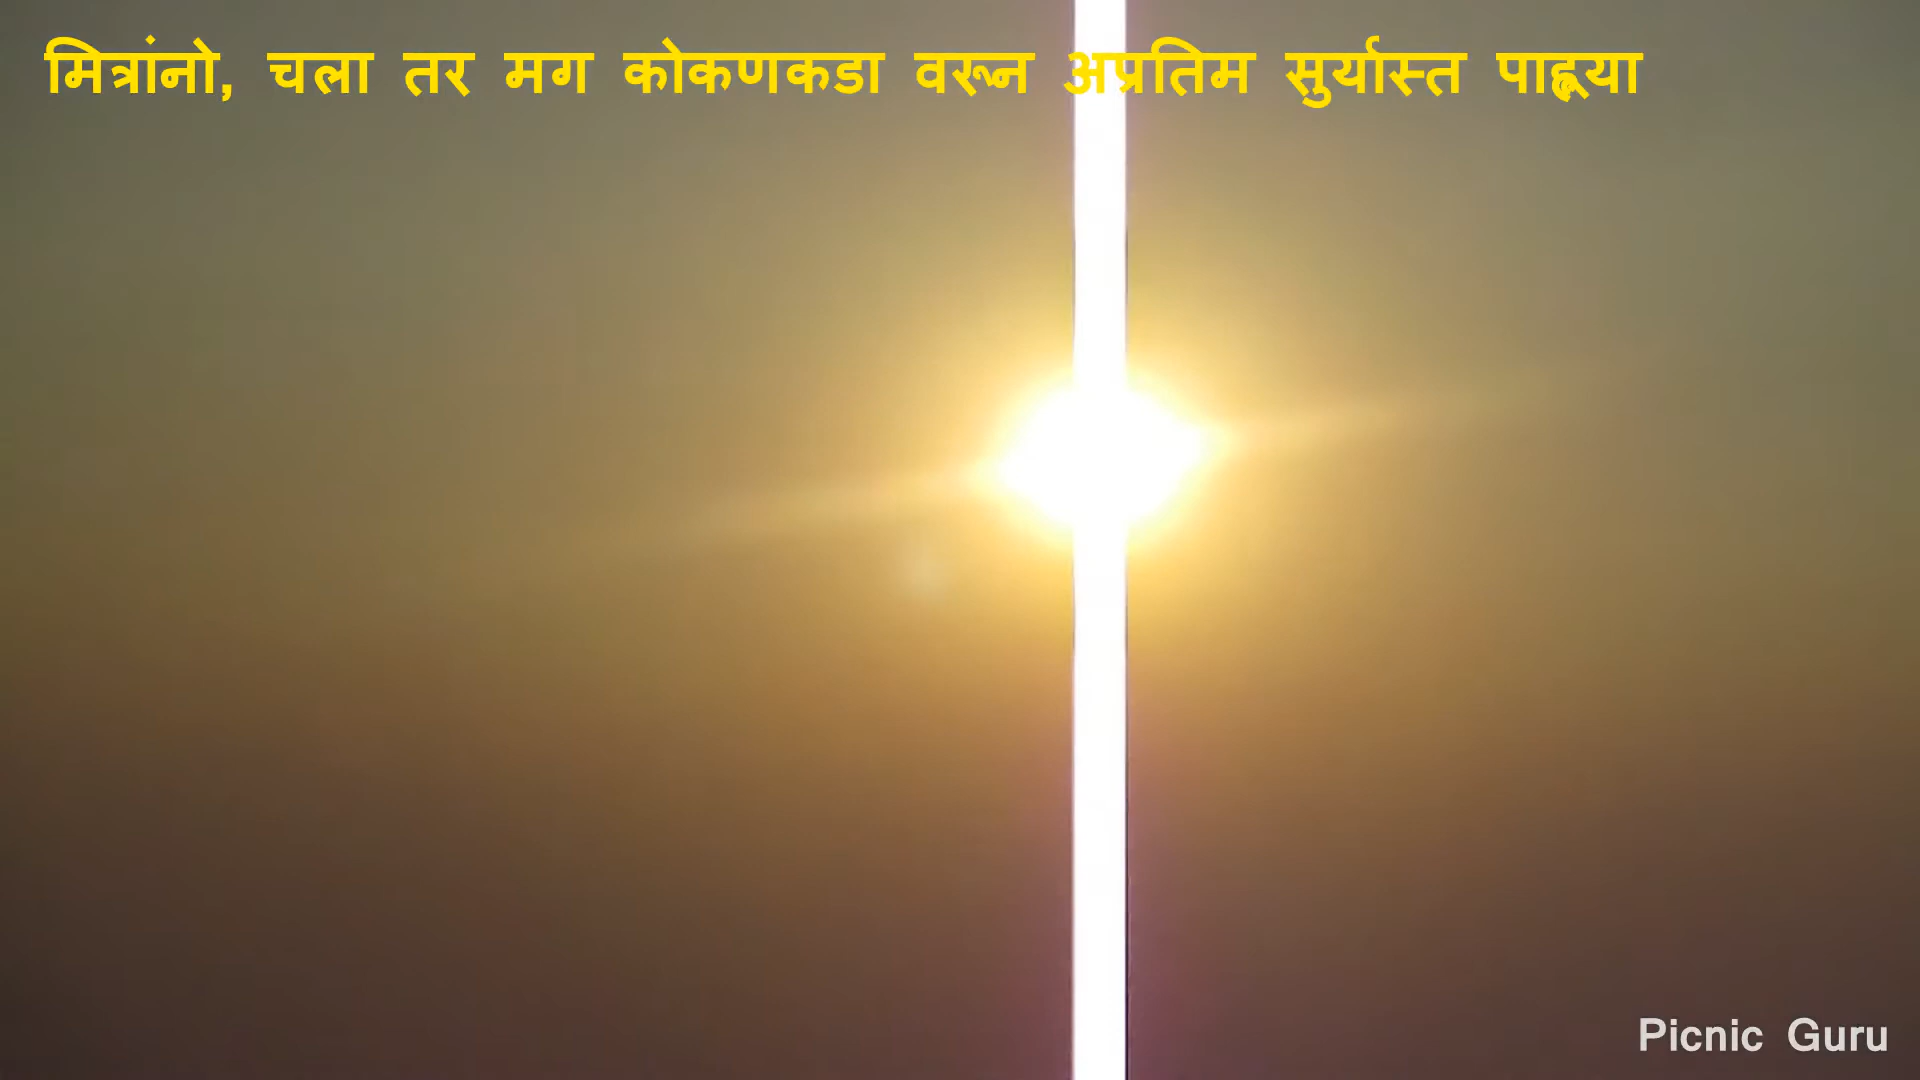 मित्रांनो, चला तर मग कोकणकडा वरून अप्रतिम सुर्यास्त पाहूया
Picnic Guru